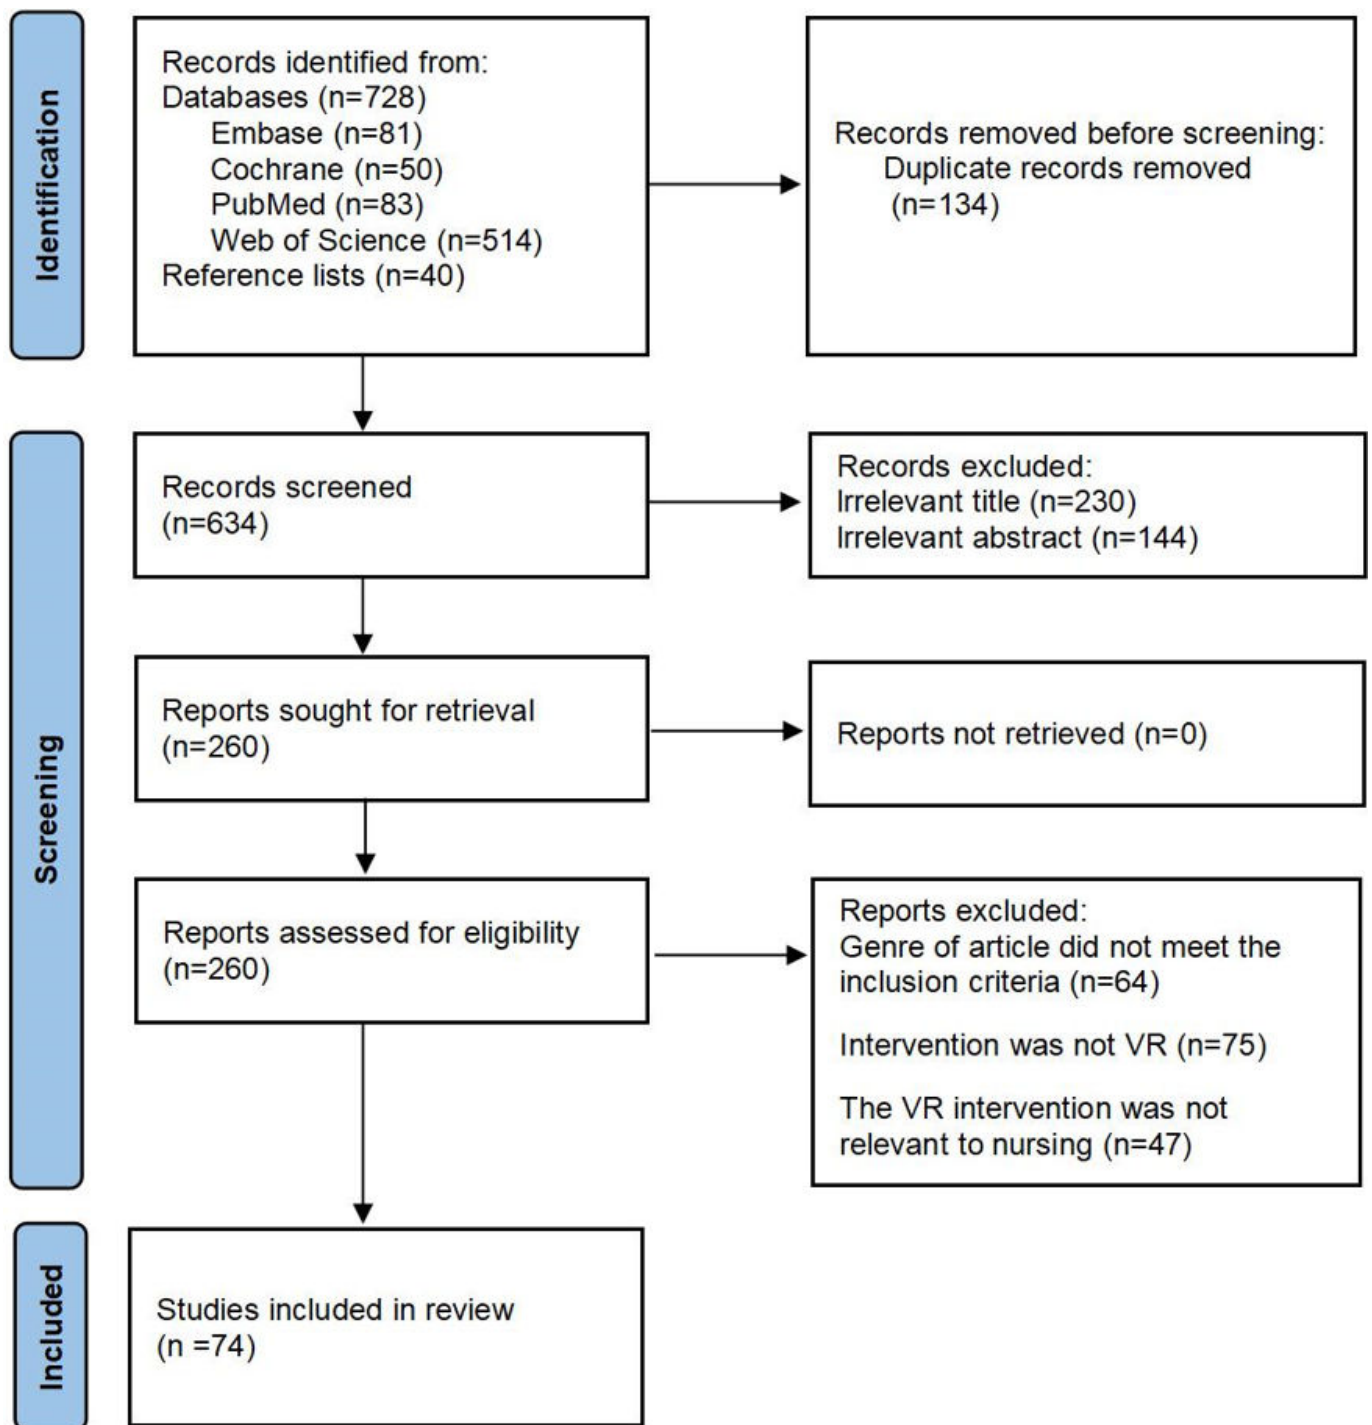 Identification
Records identified from:
Databases (n=728)
Embase (n=81)
Cochrane (n=50)
PubMed (n=83)
Web of Science (n=514)
Reference lists (n=40)
Records removed before screening:
Duplicate records removed
(n=134)
Screening
Records screened
(n=634)
Records excluded:
Irrelevant title (n=230)
Irrelevant abstract (n=144)
Reports sought for retrieval
(n=260)
Reports not retrieved (n=0)
Reports assessed for eligibility
(n=260)
Reports excluded:
Genre of article did not meet the
inclusion criteria (n=64)
Intervention was not VR (n=75)
The VR intervention was not
relevant to nursing (n=47)
Included
Studies included in review
(n =74)